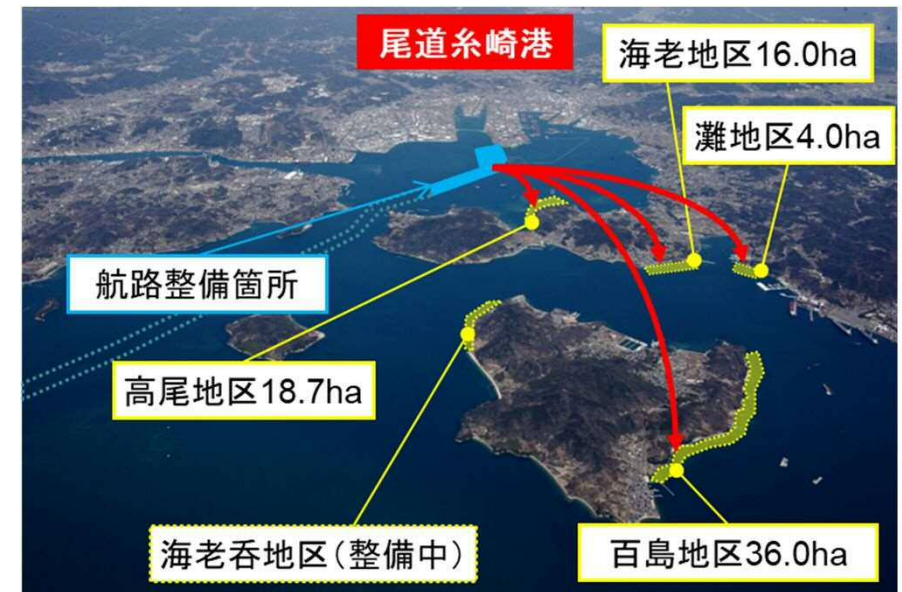 尾道糸崎港
海老地区16.0ha
灘地区4.0ha
航路整備箇所
高尾地区18.7ha
海老呑地区(整備中)
百島地区36.0ha